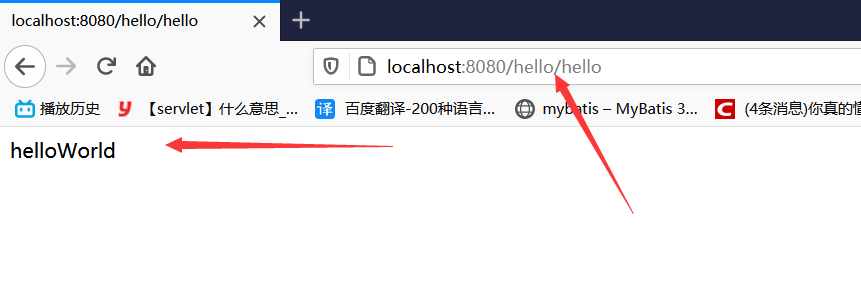 localhost:8080/hello/hello
localhost:8080/hello/hello
播放历史 【servlet】什么意思_... 译 百度翻译-200种语言... mybatis – MyBatis 3... C (4条消息)你真的懂
helloWorld